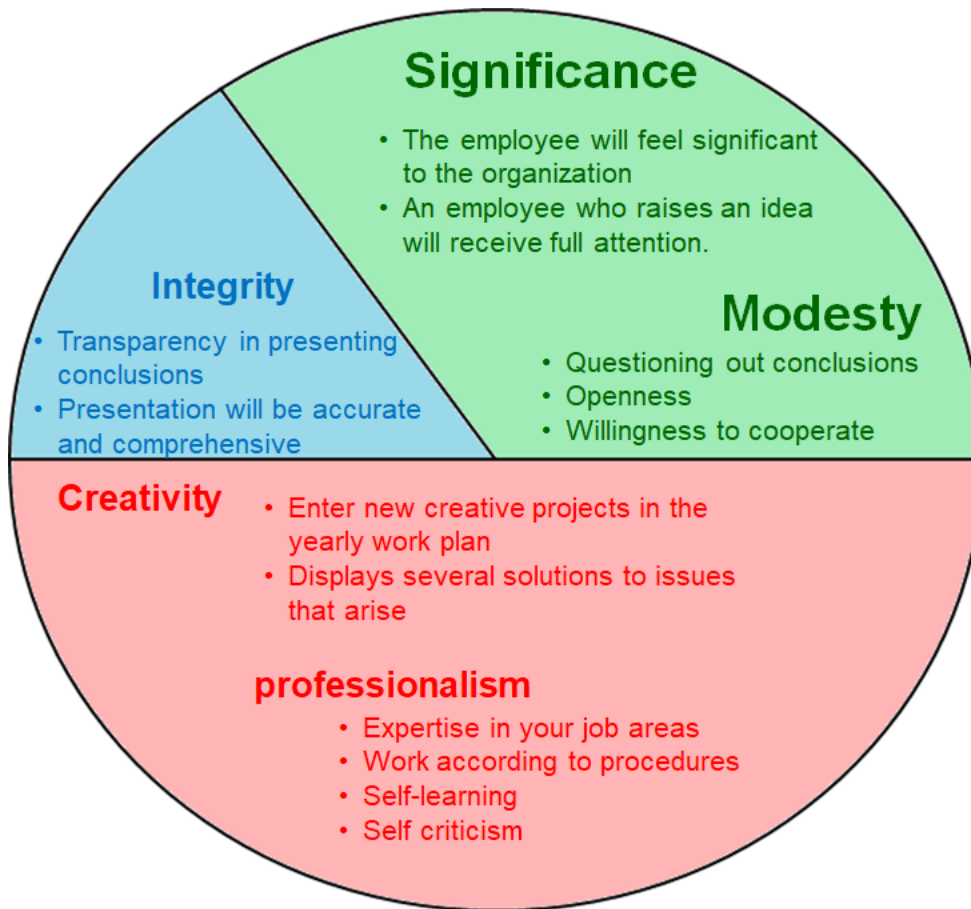 Significance
• The employee will feel significant
to the organization
• An employee who raises an idea
will receive full attention.
Modesty
• Questioning out conclusions
• Openness
• Willingness to cooperate
Integrity
• Transparency in presenting
conclusions
• Presentation will be accurate
and comprehensive
Creativity
• Enter new creative projects in the
yearly work plan
• Displays several solutions to issues
that arise
professionalism
• Expertise in your job areas
• Work according to procedures
• Self-learning
• Self criticism